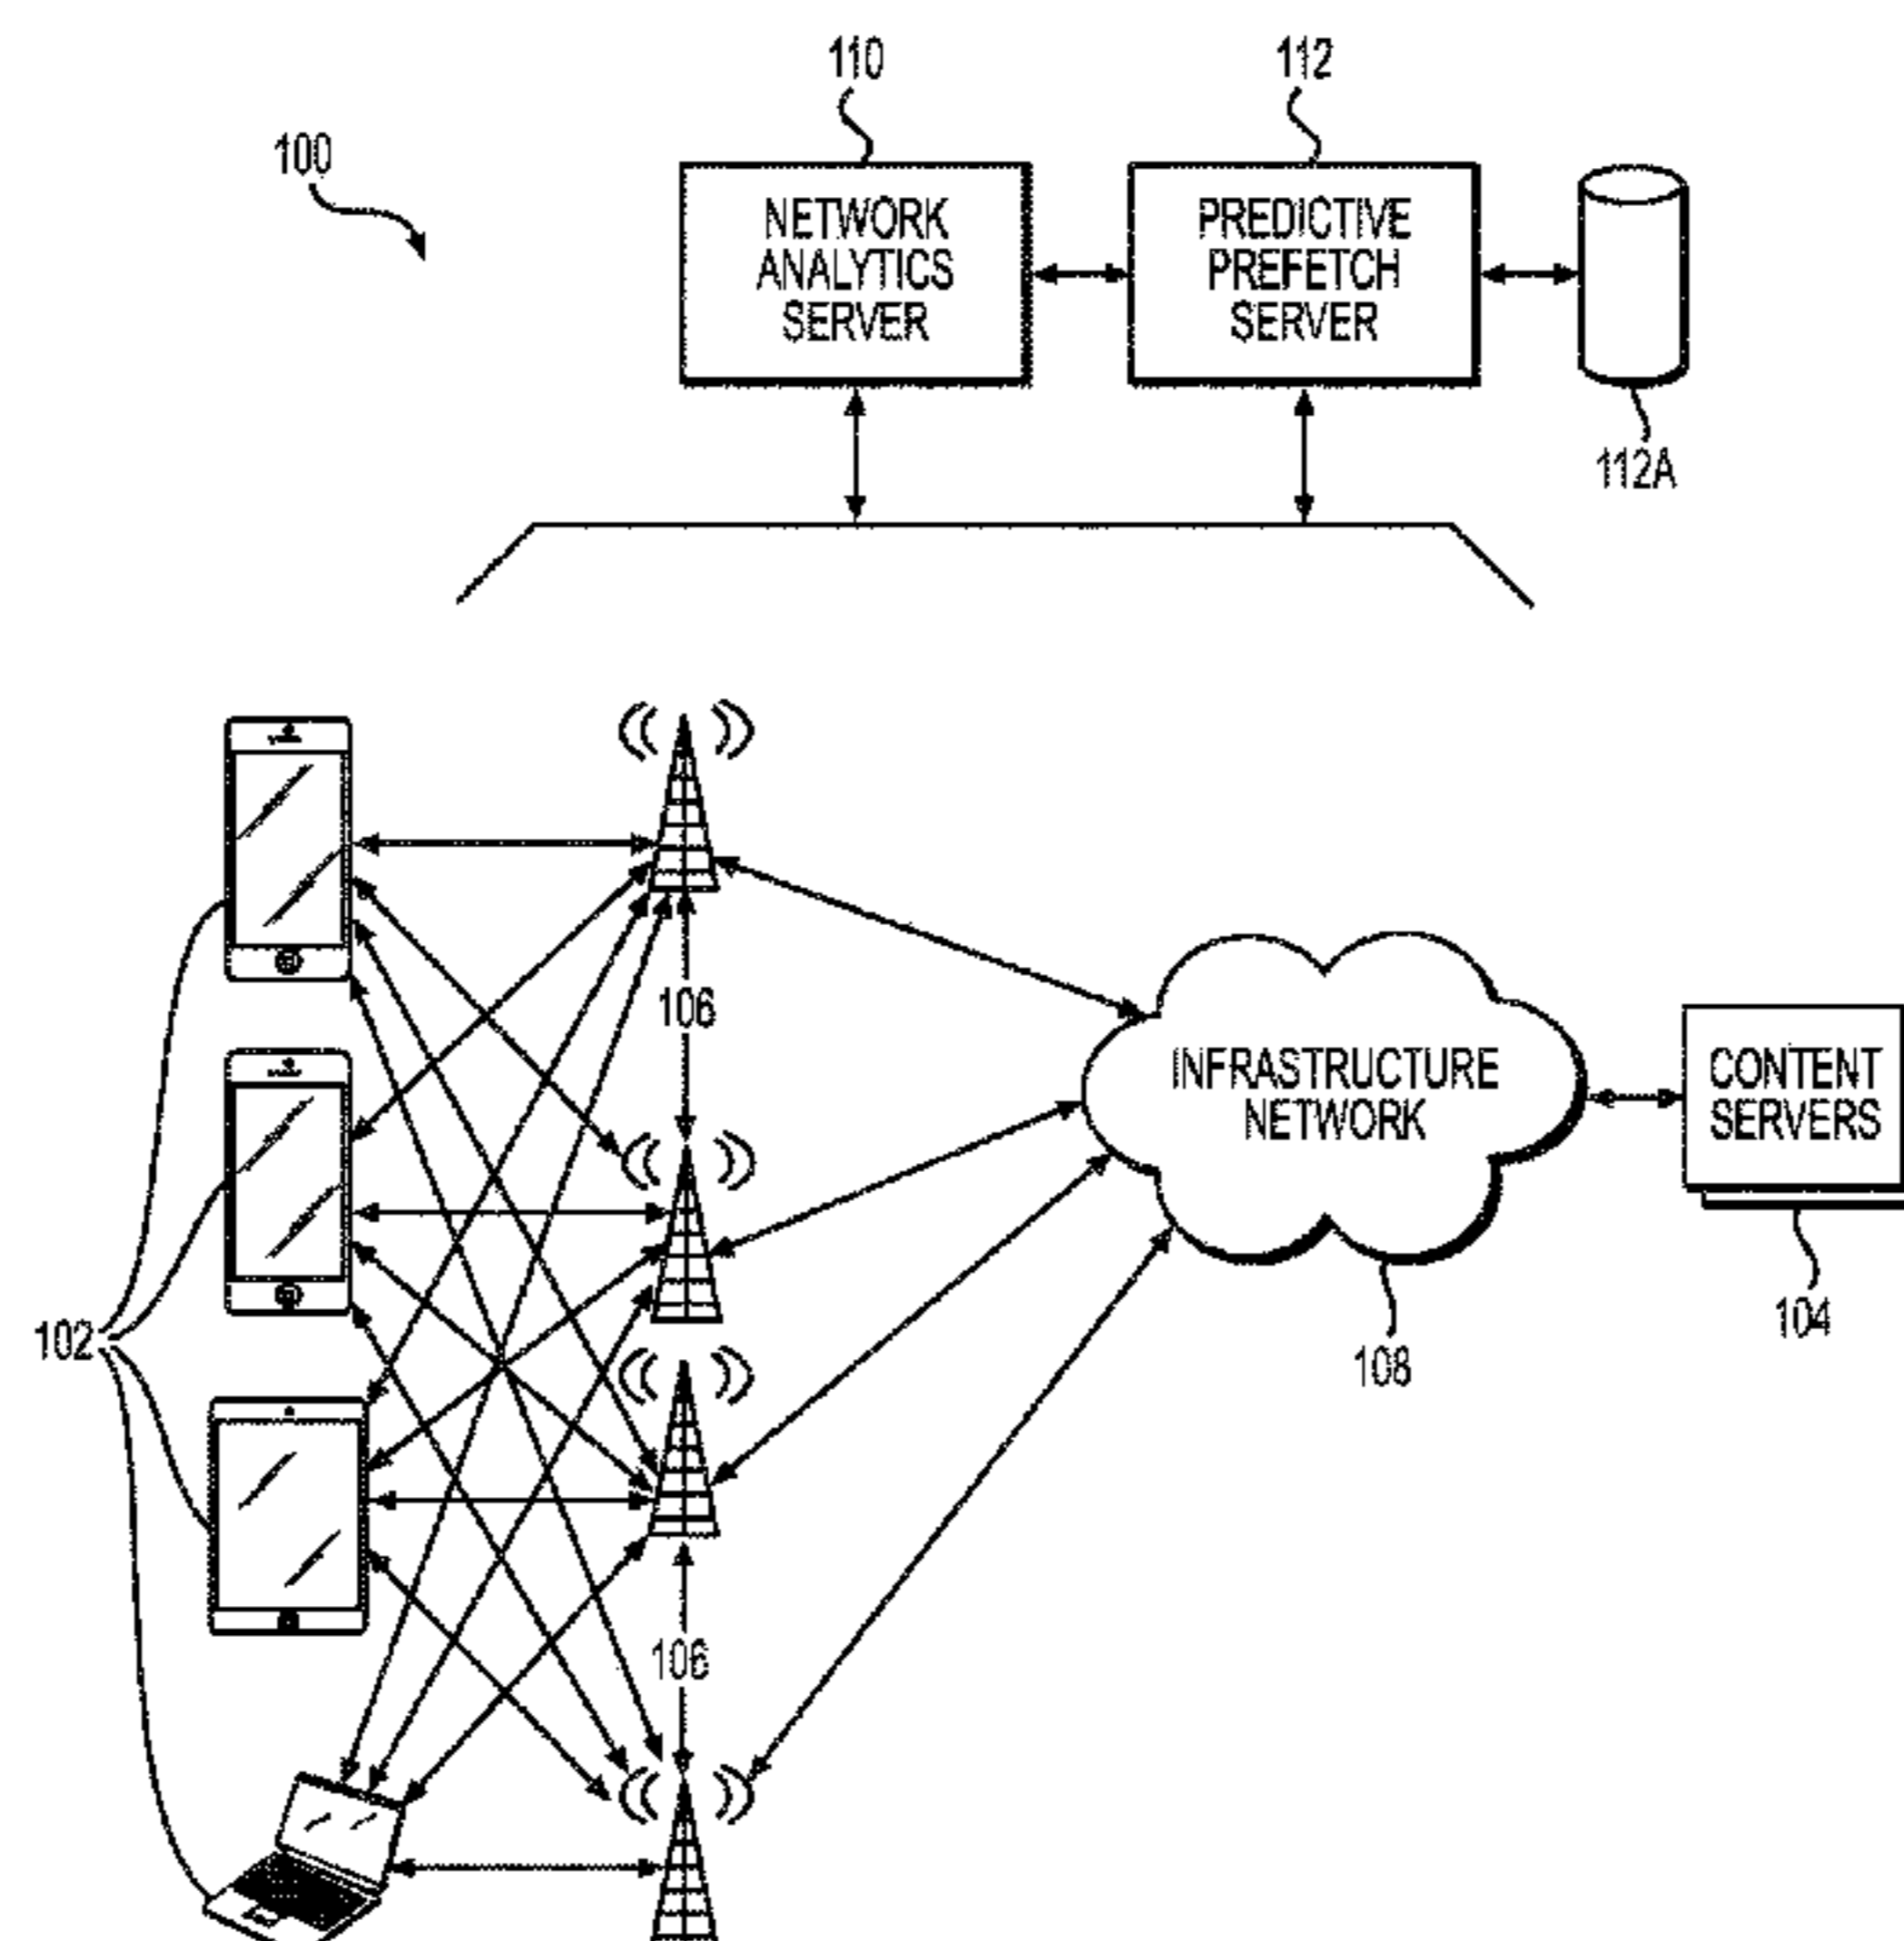 110
112
100
NETWORK
ANALYTICS
SERVER
PREDICTIVE
PREFETCH
SERVER
112A
106
INFRASTRUCTURE
NETWORK
CONTENT
SERVERS
102
104
108
106